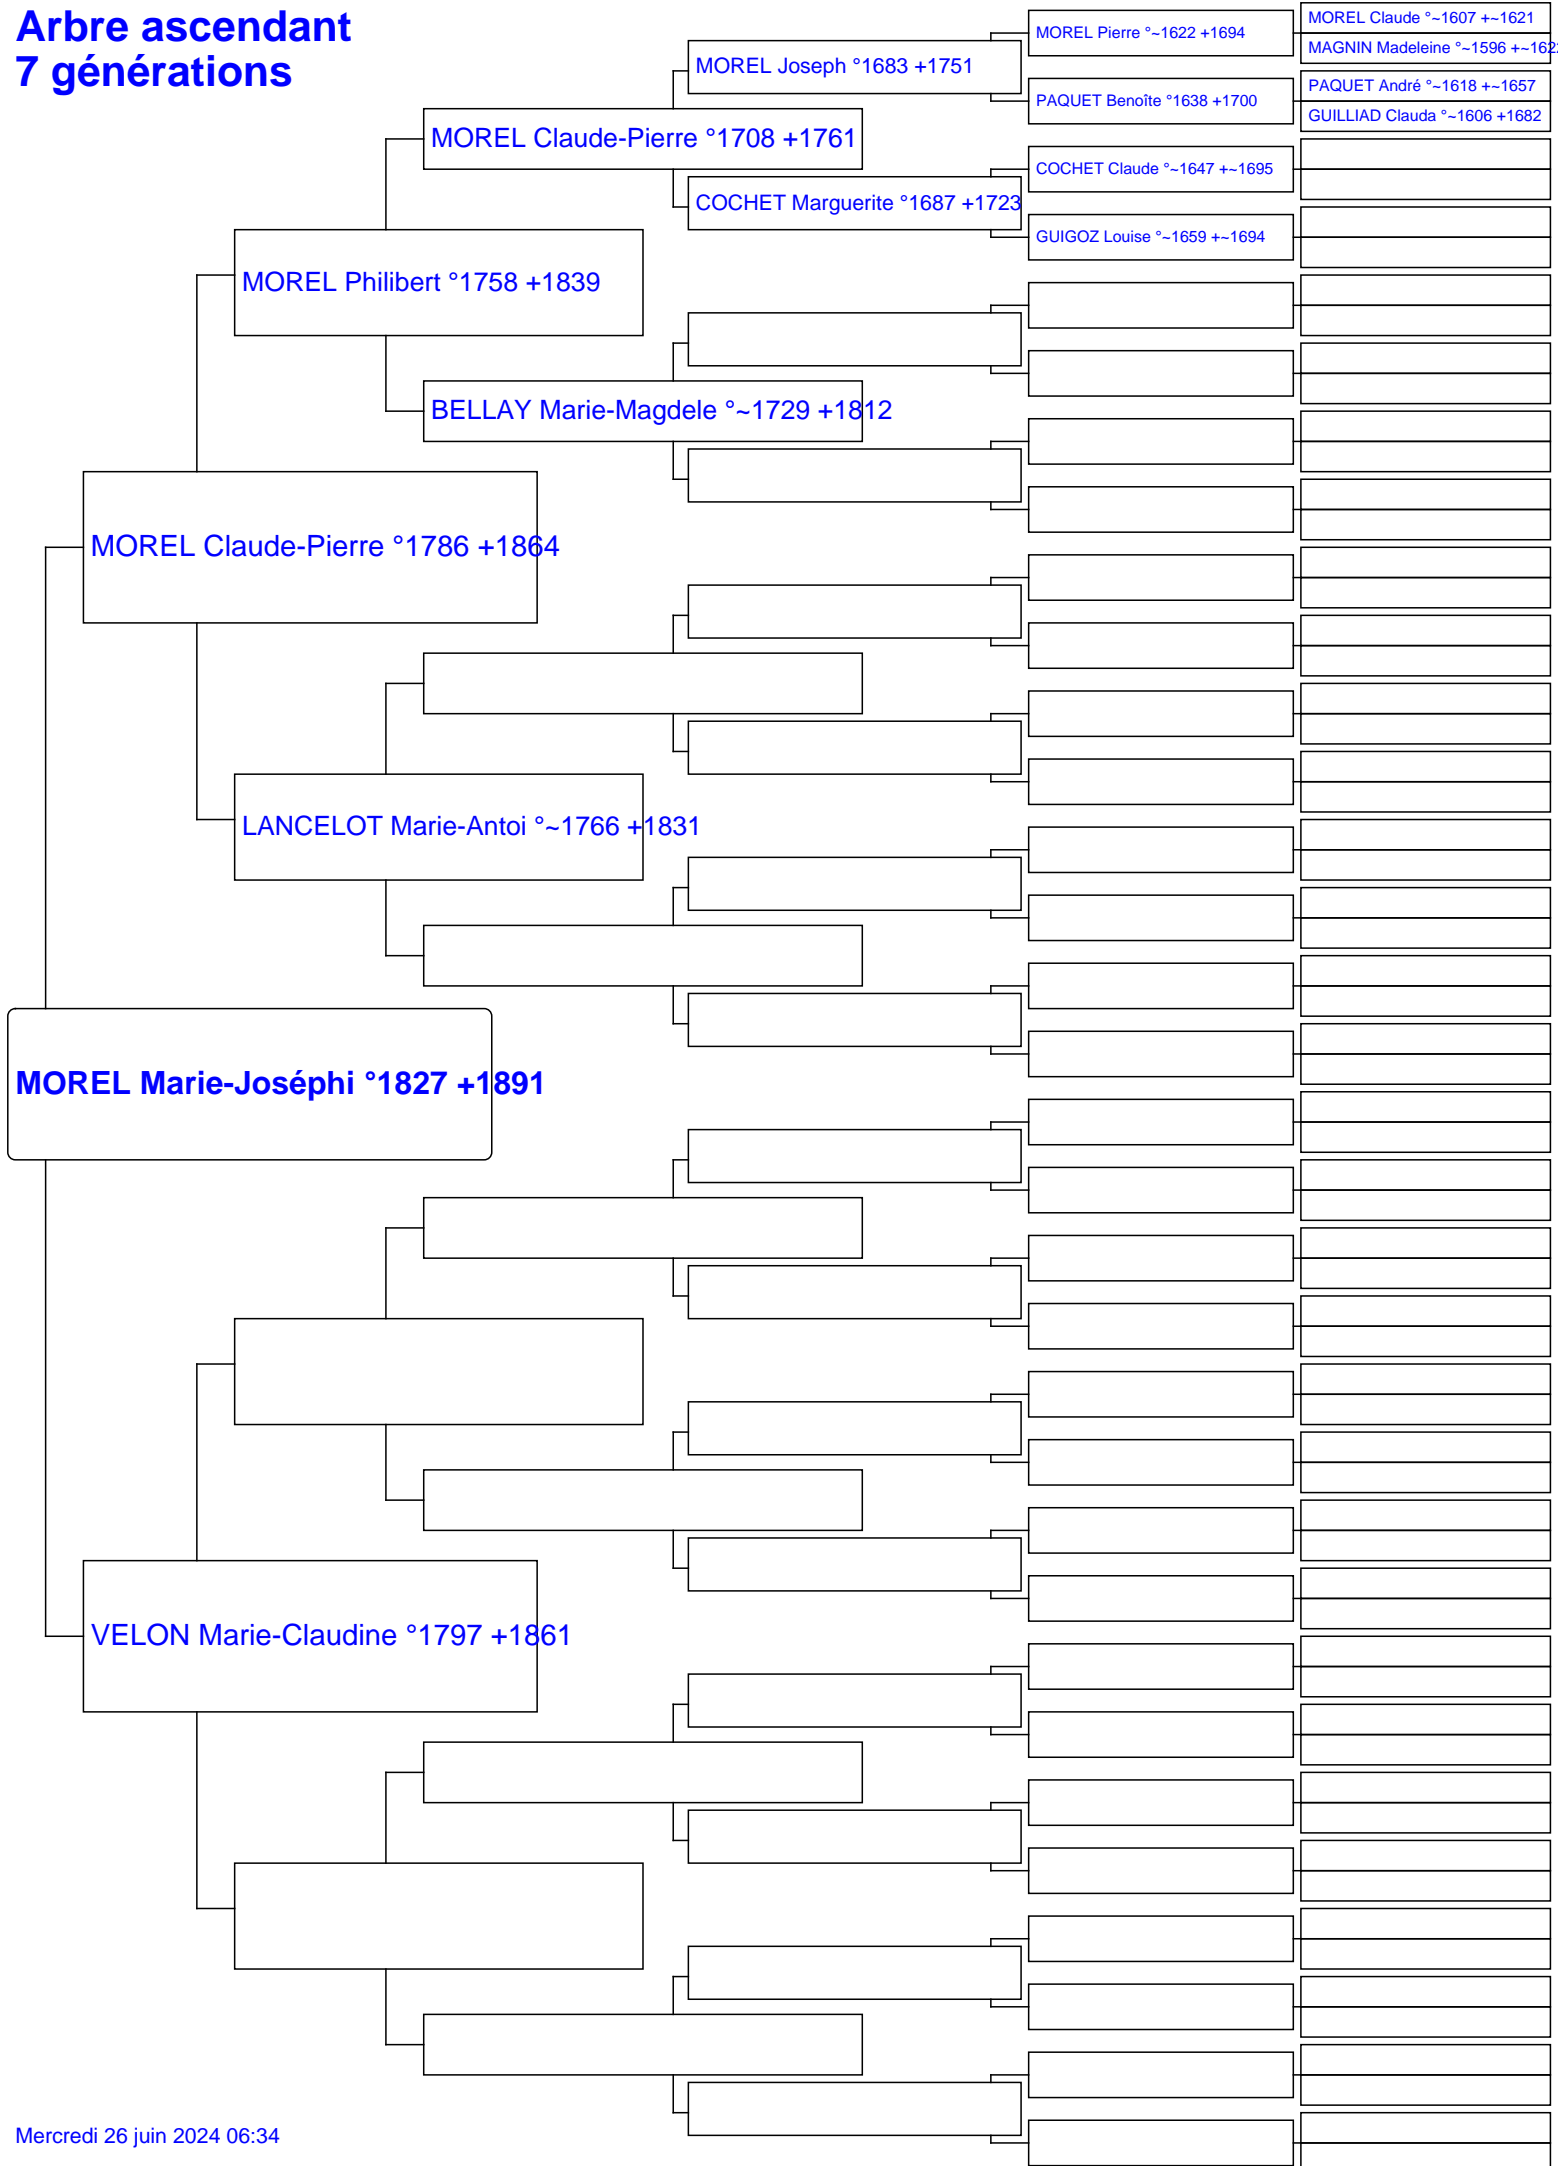 Arbre ascendant
7 générations
MOREL Claude °~1607 +~1621
MOREL Pierre °~1622 +1694
MAGNIN Madeleine °~1596 +~162
MOREL Joseph °1683 +1751
PAQUET André °~1618 +~1657
PAQUET Benoîte °1638 +1700
GUILLIAD Clauda °~1606 +1682
MOREL Claude-Pierre °1708 +1761
COCHET Claude °~1647 +~1695
COCHET Marguerite °1687 +1723
GUIGOZ Louise °~1659 +~1694
MOREL Philibert °1758 +1839
BELLAY Marie-Magdele °~1729 +1812
MOREL Claude-Pierre °1786 +1864
LANCELOT Marie-Antoi °~1766 +1831
MOREL Marie-Joséphi °1827 +1891
VELON Marie-Claudine °1797 +1861
Mercredi 26 juin 2024 06:34